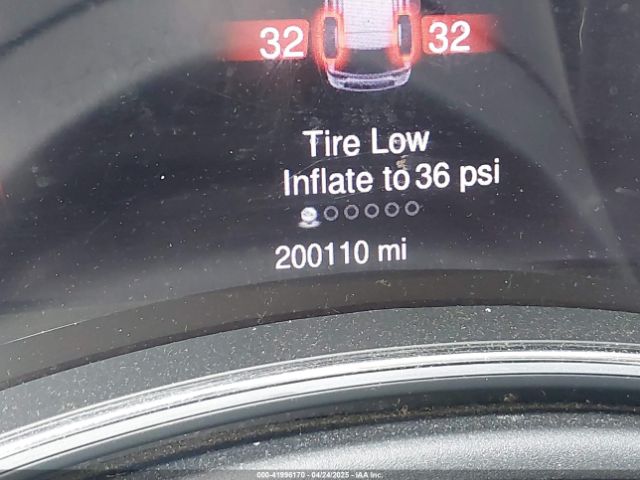 32 32
Tire Low
Inflate to 36 psi
200110 mi
000-41996170 - 04/24/2025 - IAA Inc.